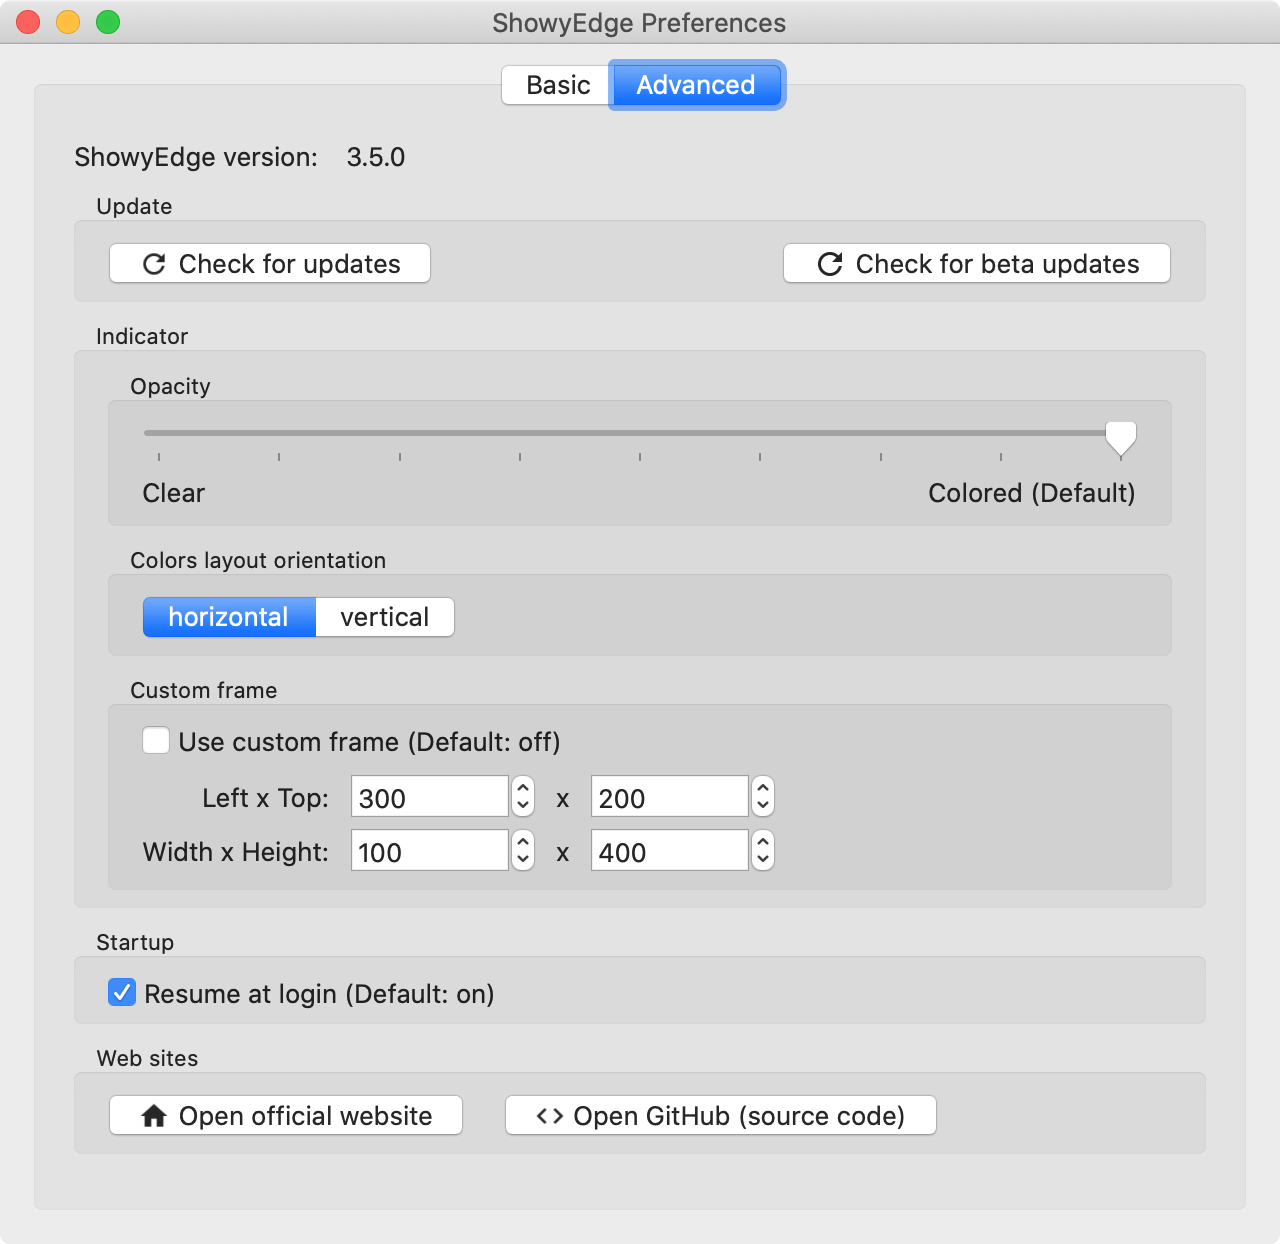 ShowyEdge Preferences
Basic Advanced
ShowyEdge version: 3.5.0
Update
Check for updates Check for beta updates
Indicator
Opacity
Clear Colored (Default)
Colors layout orientation
horizontal vertical
Custom frame
Use custom frame (Default: off)
Left x Top: 300 x 200
Width x Height: 100 x 400
Startup
Resume at login (Default: on)
Web sites
Open official website Open GitHub (source code)